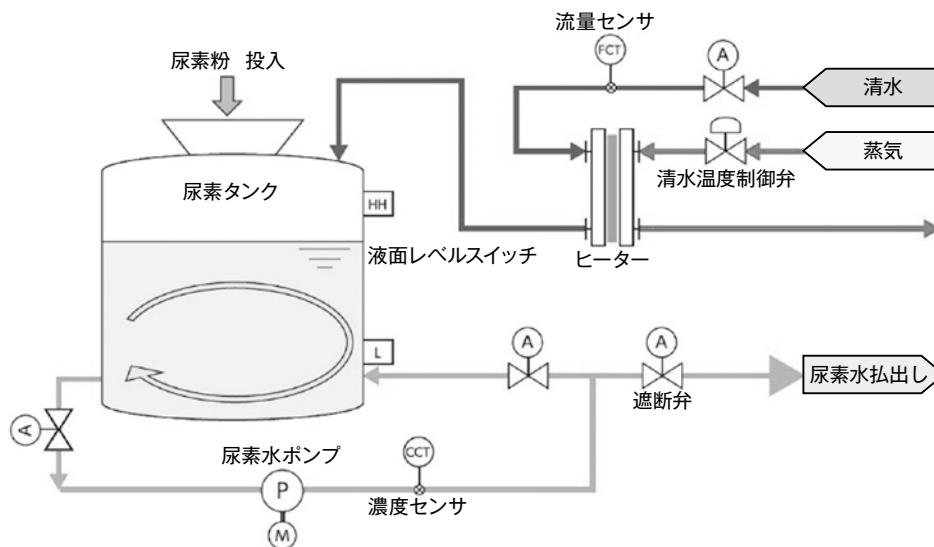 流量センサ
尿素粉 投入
FCT
A
清水
蒸気
尿素タンク
清水温度制御弁
HH
液面レベルスイッチ
ヒーター
L
A
A
尿素水払出し
遮断弁
A
尿素水ポンプ
CCT
P
濃度センサ
M